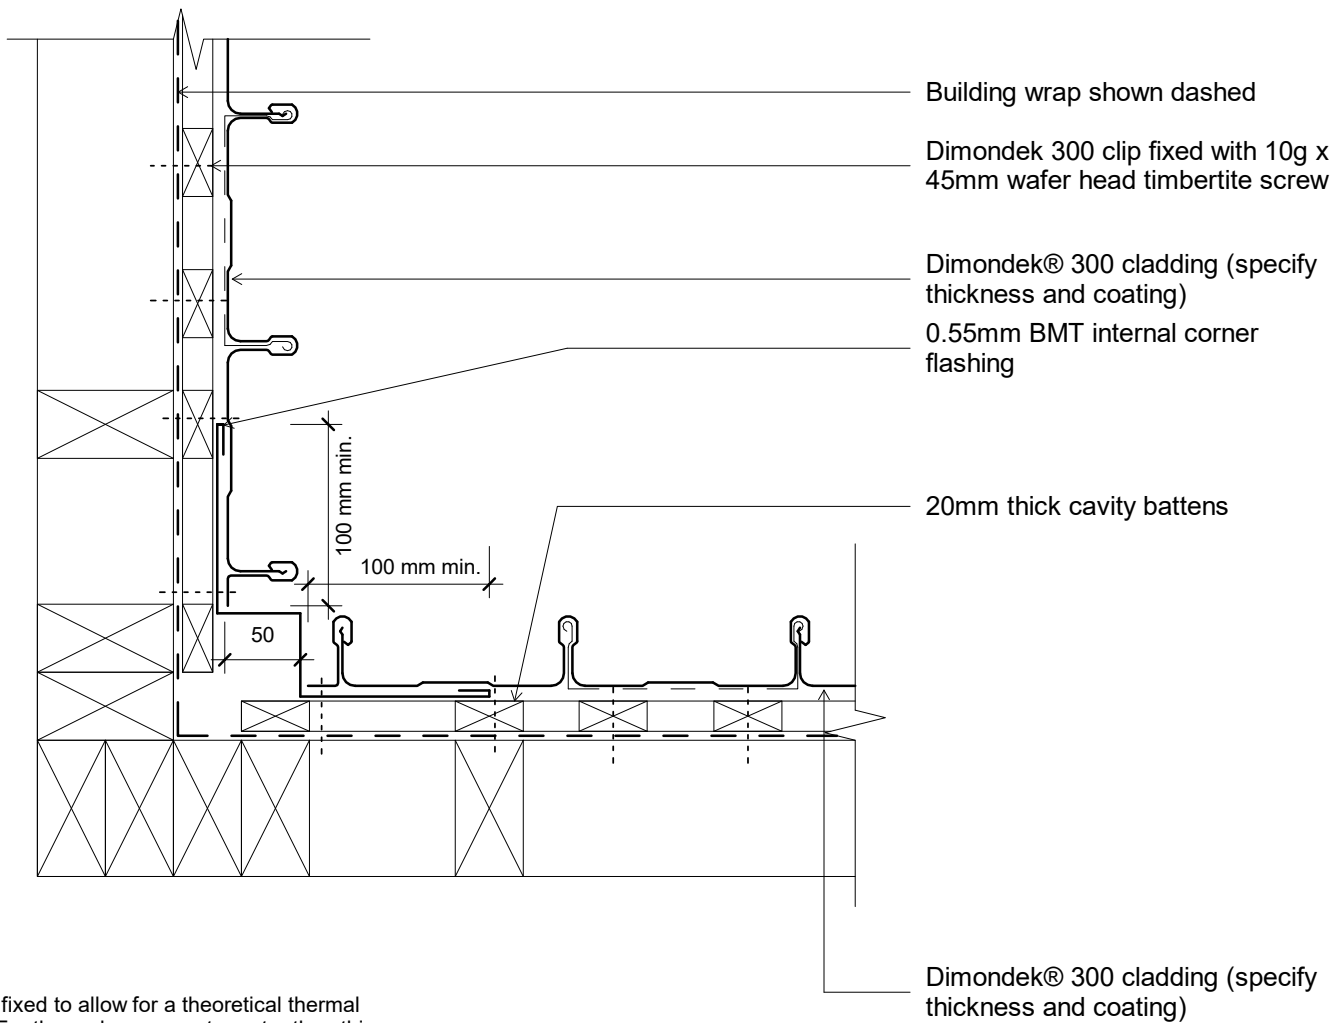 Building wrap shown dashed
Dimondek 300 clip fixed with 10g x
45mm wafer head timbertite screw
Dimondek® 300 cladding (specify
thickness and coating)
0.55mm BMT internal corner
flashing
100 mm min.
20mm thick cavity battens
100 mm min.
50
Dimondek® 300 cladding (specify
thickness and coating)
fixed to allow for a theoretical thermal